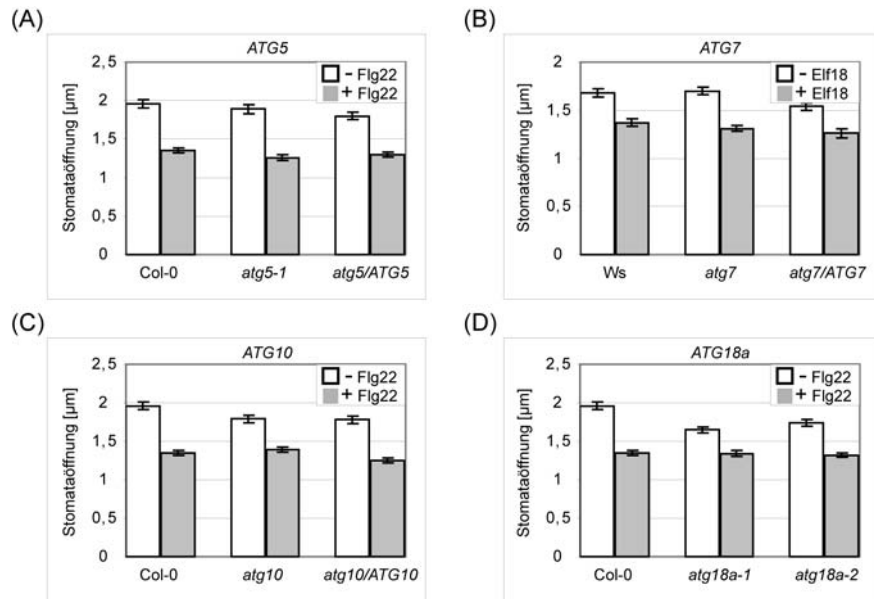 (A)
ATG5
2,5
2
1,5
1
0,5
0
Stomataöffnung [µm]
- Flg22
+ Flg22
Col-0 atg5-1 atg5/ATG5
(B)
ATG7
2
1,5
1
0,5
0
Stomataöffnung [µm]
- Elf18
+ Elf18
Ws atg7 atg7/ATG7
(C)
ATG10
2,5
2
1,5
1
0,5
0
Stomataöffnung [µm]
- Flg22
+ Flg22
Col-0 atg10 atg10/ATG10
(D)
ATG18a
2,5
2
1,5
1
0,5
0
Stomataöffnung [µm]
- Flg22
+ Flg22
Col-0 atg18a-1 atg18a-2